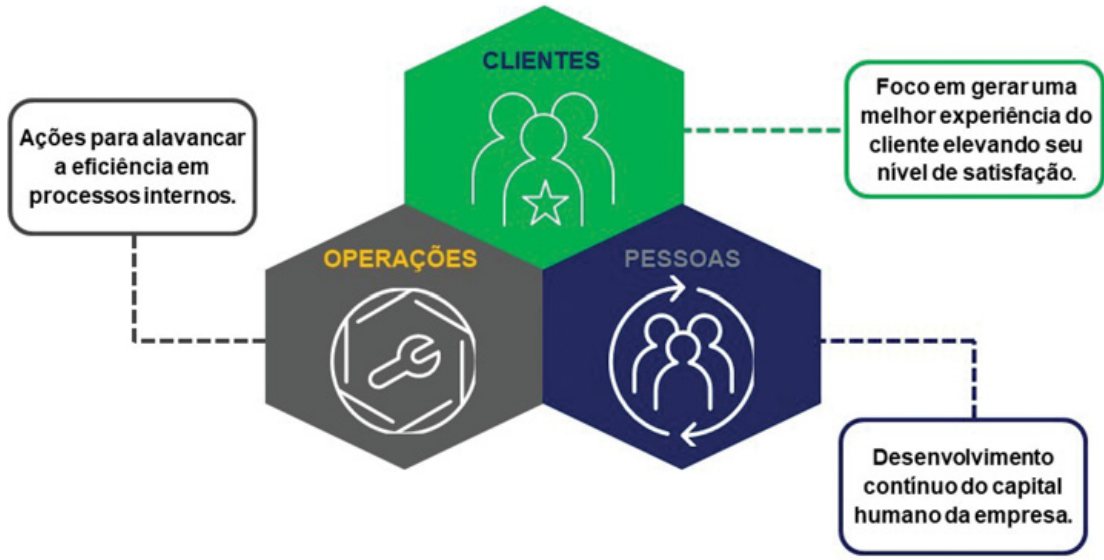 CLIENTES
Foco em gerar uma
melhor experiência do
cliente elevando seu
nível de satisfação.
Ações para alavancar
a eficiência em
processos internos.
OPERAÇÕES
PESSOAS
Desenvolvimento
contínuo do capital
humano da empresa.